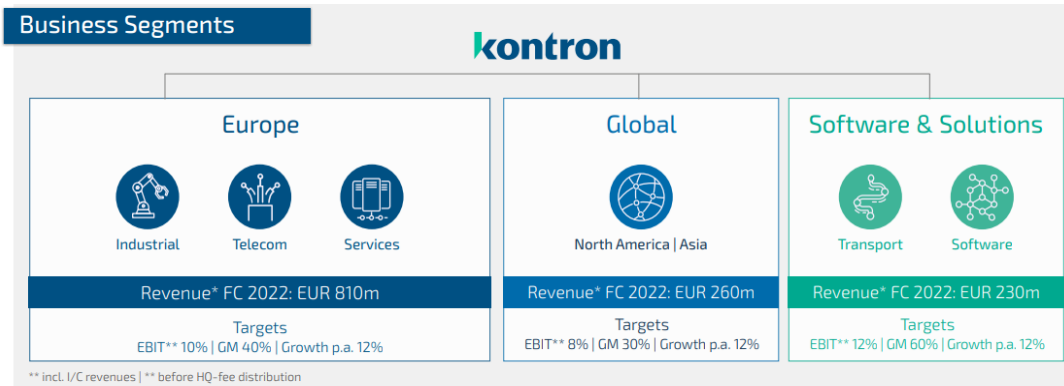 Business Segments
kontron
Europe
Industrial
Telecom
Services
Revenue* FC 2022: EUR 810m
Targets
EBIT** 10% | GM 40% | Growth p.a. 12%
Global
North America | Asia
Revenue* FC 2022: EUR 260m
Targets
EBIT** 8% | GM 30% | Growth p.a. 12%
Software & Solutions
Transport
Software
Revenue* FC 2022: EUR 230m
Targets
EBIT** 12% | GM 60% | Growth p.a. 12%
** incl. I/C revenues | ** before HQ-fee distribution